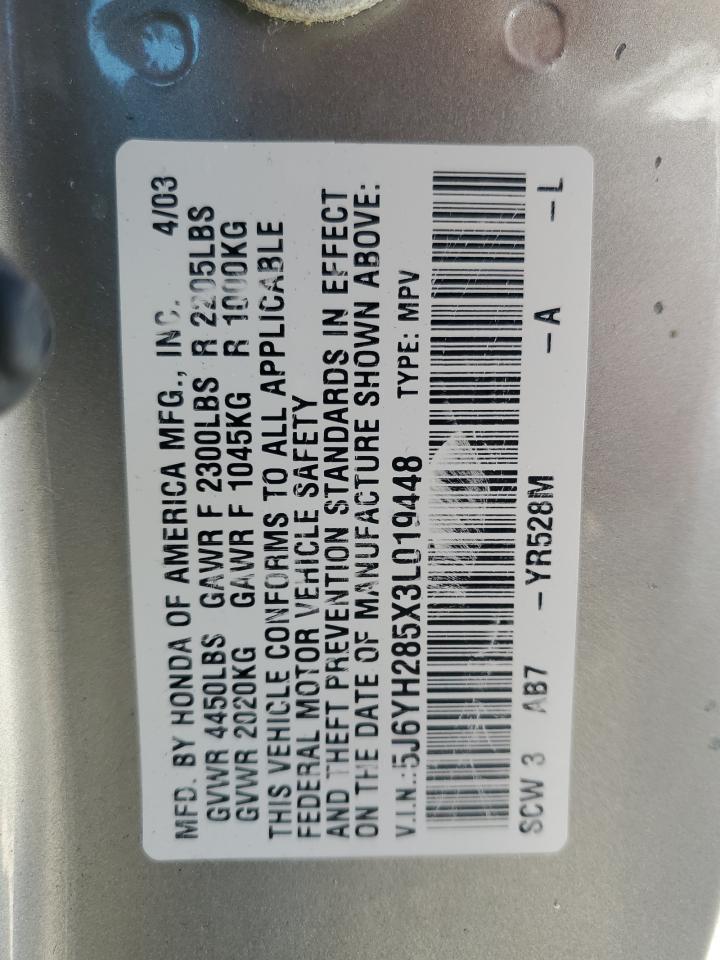 MFD. BY HONDA OF AMERICA MFG., INC. 4/03
GVWR 4450LBS GAWR F 2300LBS R 2205LBS
GVWR 2020KG GAWR F 1045KG R 1000KG
THIS VEHICLE CONFORMS TO ALL APPLICABLE
FEDERAL MOTOR VEHICLE SAFETY
AND THEFT PREVENTION STANDARDS IN EFFECT
ON THE DATE OF MANUFACTURE SHOWN ABOVE:
V.I.N.:5J6YH285X3L019448 TYPE: MPV
SCW 3 AB7 -YR528M -A -L